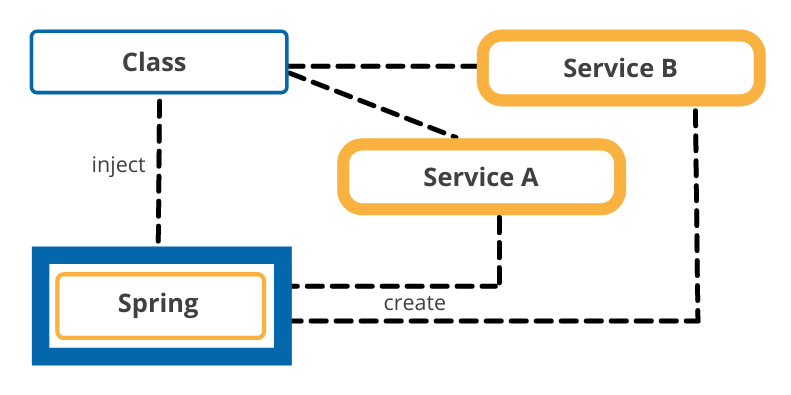 Class
Service B
inject
Service A
Spring
create